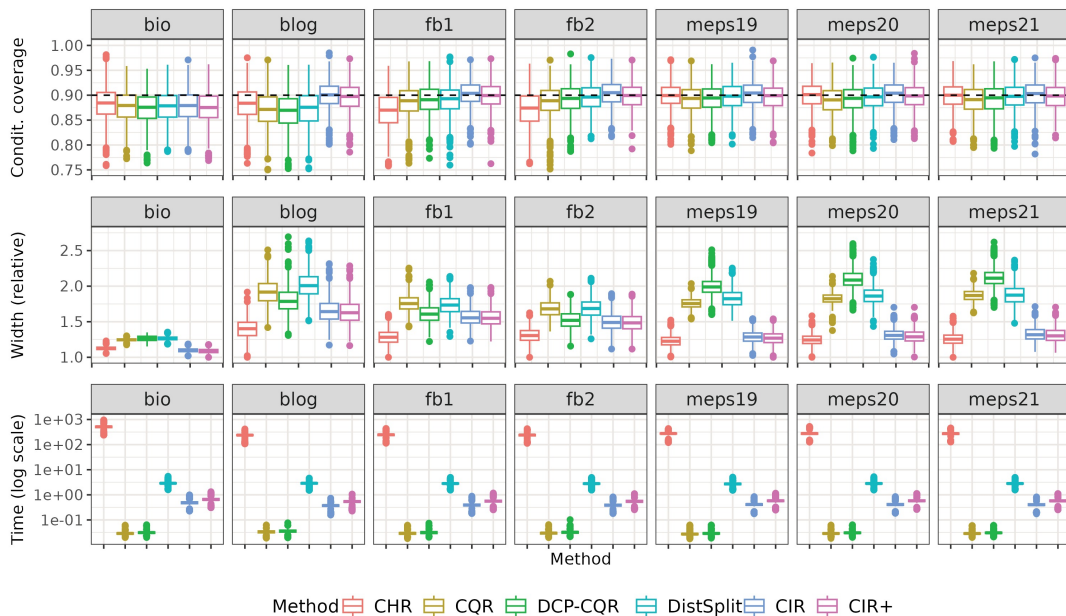 bio blog fb1 fb2 meps19 meps20 meps21
Condit. coverage
1.00
0.95
0.90
0.85
0.80
0.75
bio blog fb1 fb2 meps19 meps20 meps21
Width (relative)
2.5
2.0
1.5
1.0
bio blog fb1 fb2 meps19 meps20 meps21
Time (log scale)
1e+03
1e+02
1e+01
1e+00
1e-01
Method
Method CHR CQR DCP-CQR DistSplit CIR CIR+